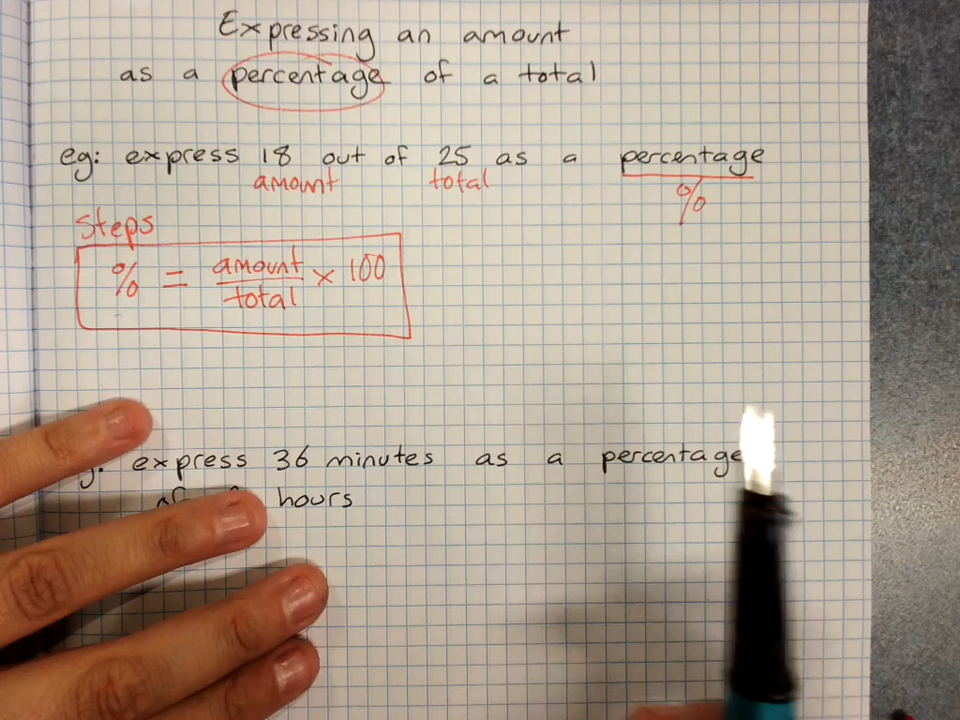 Expressing an amount
as a percentage of a total
eg: express 18 out of 25 as a percentage
amount total %
Steps
% = amount/total × 100
express 36 minutes as a percentage
hours